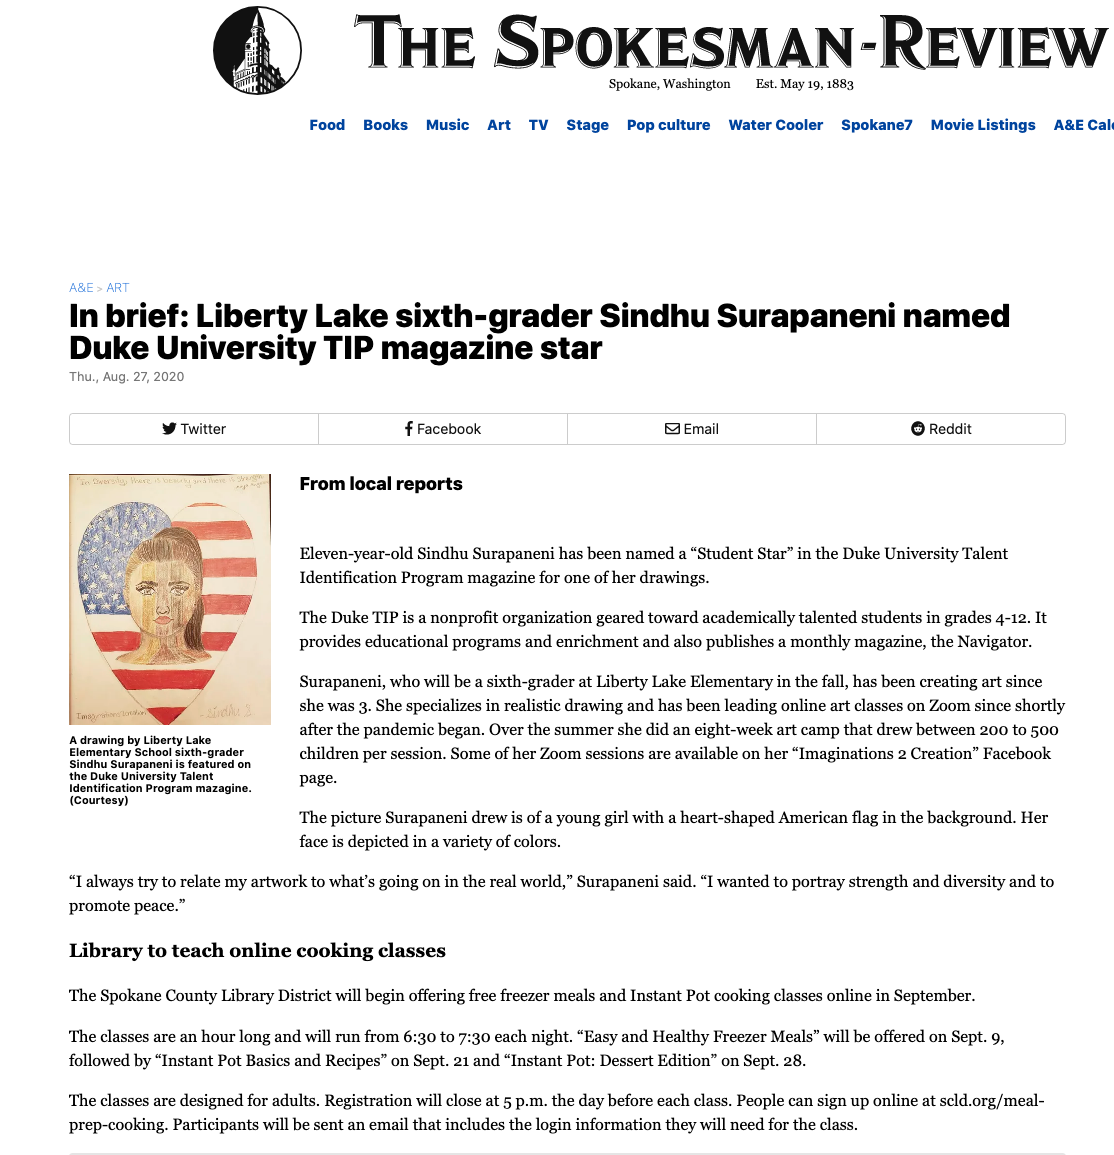 THE SPOKESMAN-REVIEW
Spokane, Washington Est. May 19, 1883
Food Books Music Art TV Stage Pop culture Water Cooler Spokane7 Movie Listings A&E
A&E > ART
In brief: Liberty Lake sixth-grader Sindhu Surapaneni named
Duke University TIP magazine star
Thu., Aug. 27, 2020
Twitter Facebook Email Reddit
"In Diversity, there is beauty and there is strength
A drawing by Liberty Lake
Elementary School sixth-grader
Sindhu Surapaneni is featured on
the Duke University Talent
Identification Program mazagine.
(Courtesy)
From local reports
Eleven-year-old Sindhu Surapaneni has been named a “Student Star” in the Duke University Talent
Identification Program magazine for one of her drawings.
The Duke TIP is a nonprofit organization geared toward academically talented students in grades 4-12. It
provides educational programs and enrichment and also publishes a monthly magazine, the Navigator.
Surapaneni, who will be a sixth-grader at Liberty Lake Elementary in the fall, has been creating art since
she was 3. She specializes in realistic drawing and has been leading online art classes on Zoom since shortly
after the pandemic began. Over the summer she did an eight-week art camp that drew between 200 to 500
children per session. Some of her Zoom sessions are available on her “Imaginations 2 Creation” Facebook
page.
The picture Surapaneni drew is of a young girl with a heart-shaped American flag in the background. Her
face is depicted in a variety of colors.
“I always try to relate my artwork to what’s going on in the real world,” Surapaneni said. “I wanted to portray strength and diversity and to
promote peace.”
Library to teach online cooking classes
The Spokane County Library District will begin offering free freezer meals and Instant Pot cooking classes online in September.
The classes are an hour long and will run from 6:30 to 7:30 each night. “Easy and Healthy Freezer Meals” will be offered on Sept. 9,
followed by “Instant Pot Basics and Recipes” on Sept. 21 and “Instant Pot: Dessert Edition” on Sept. 28.
The classes are designed for adults. Registration will close at 5 p.m. the day before each class. People can sign up online at scld.org/meal-
prep-cooking. Participants will be sent an email that includes the login information they will need for the class.